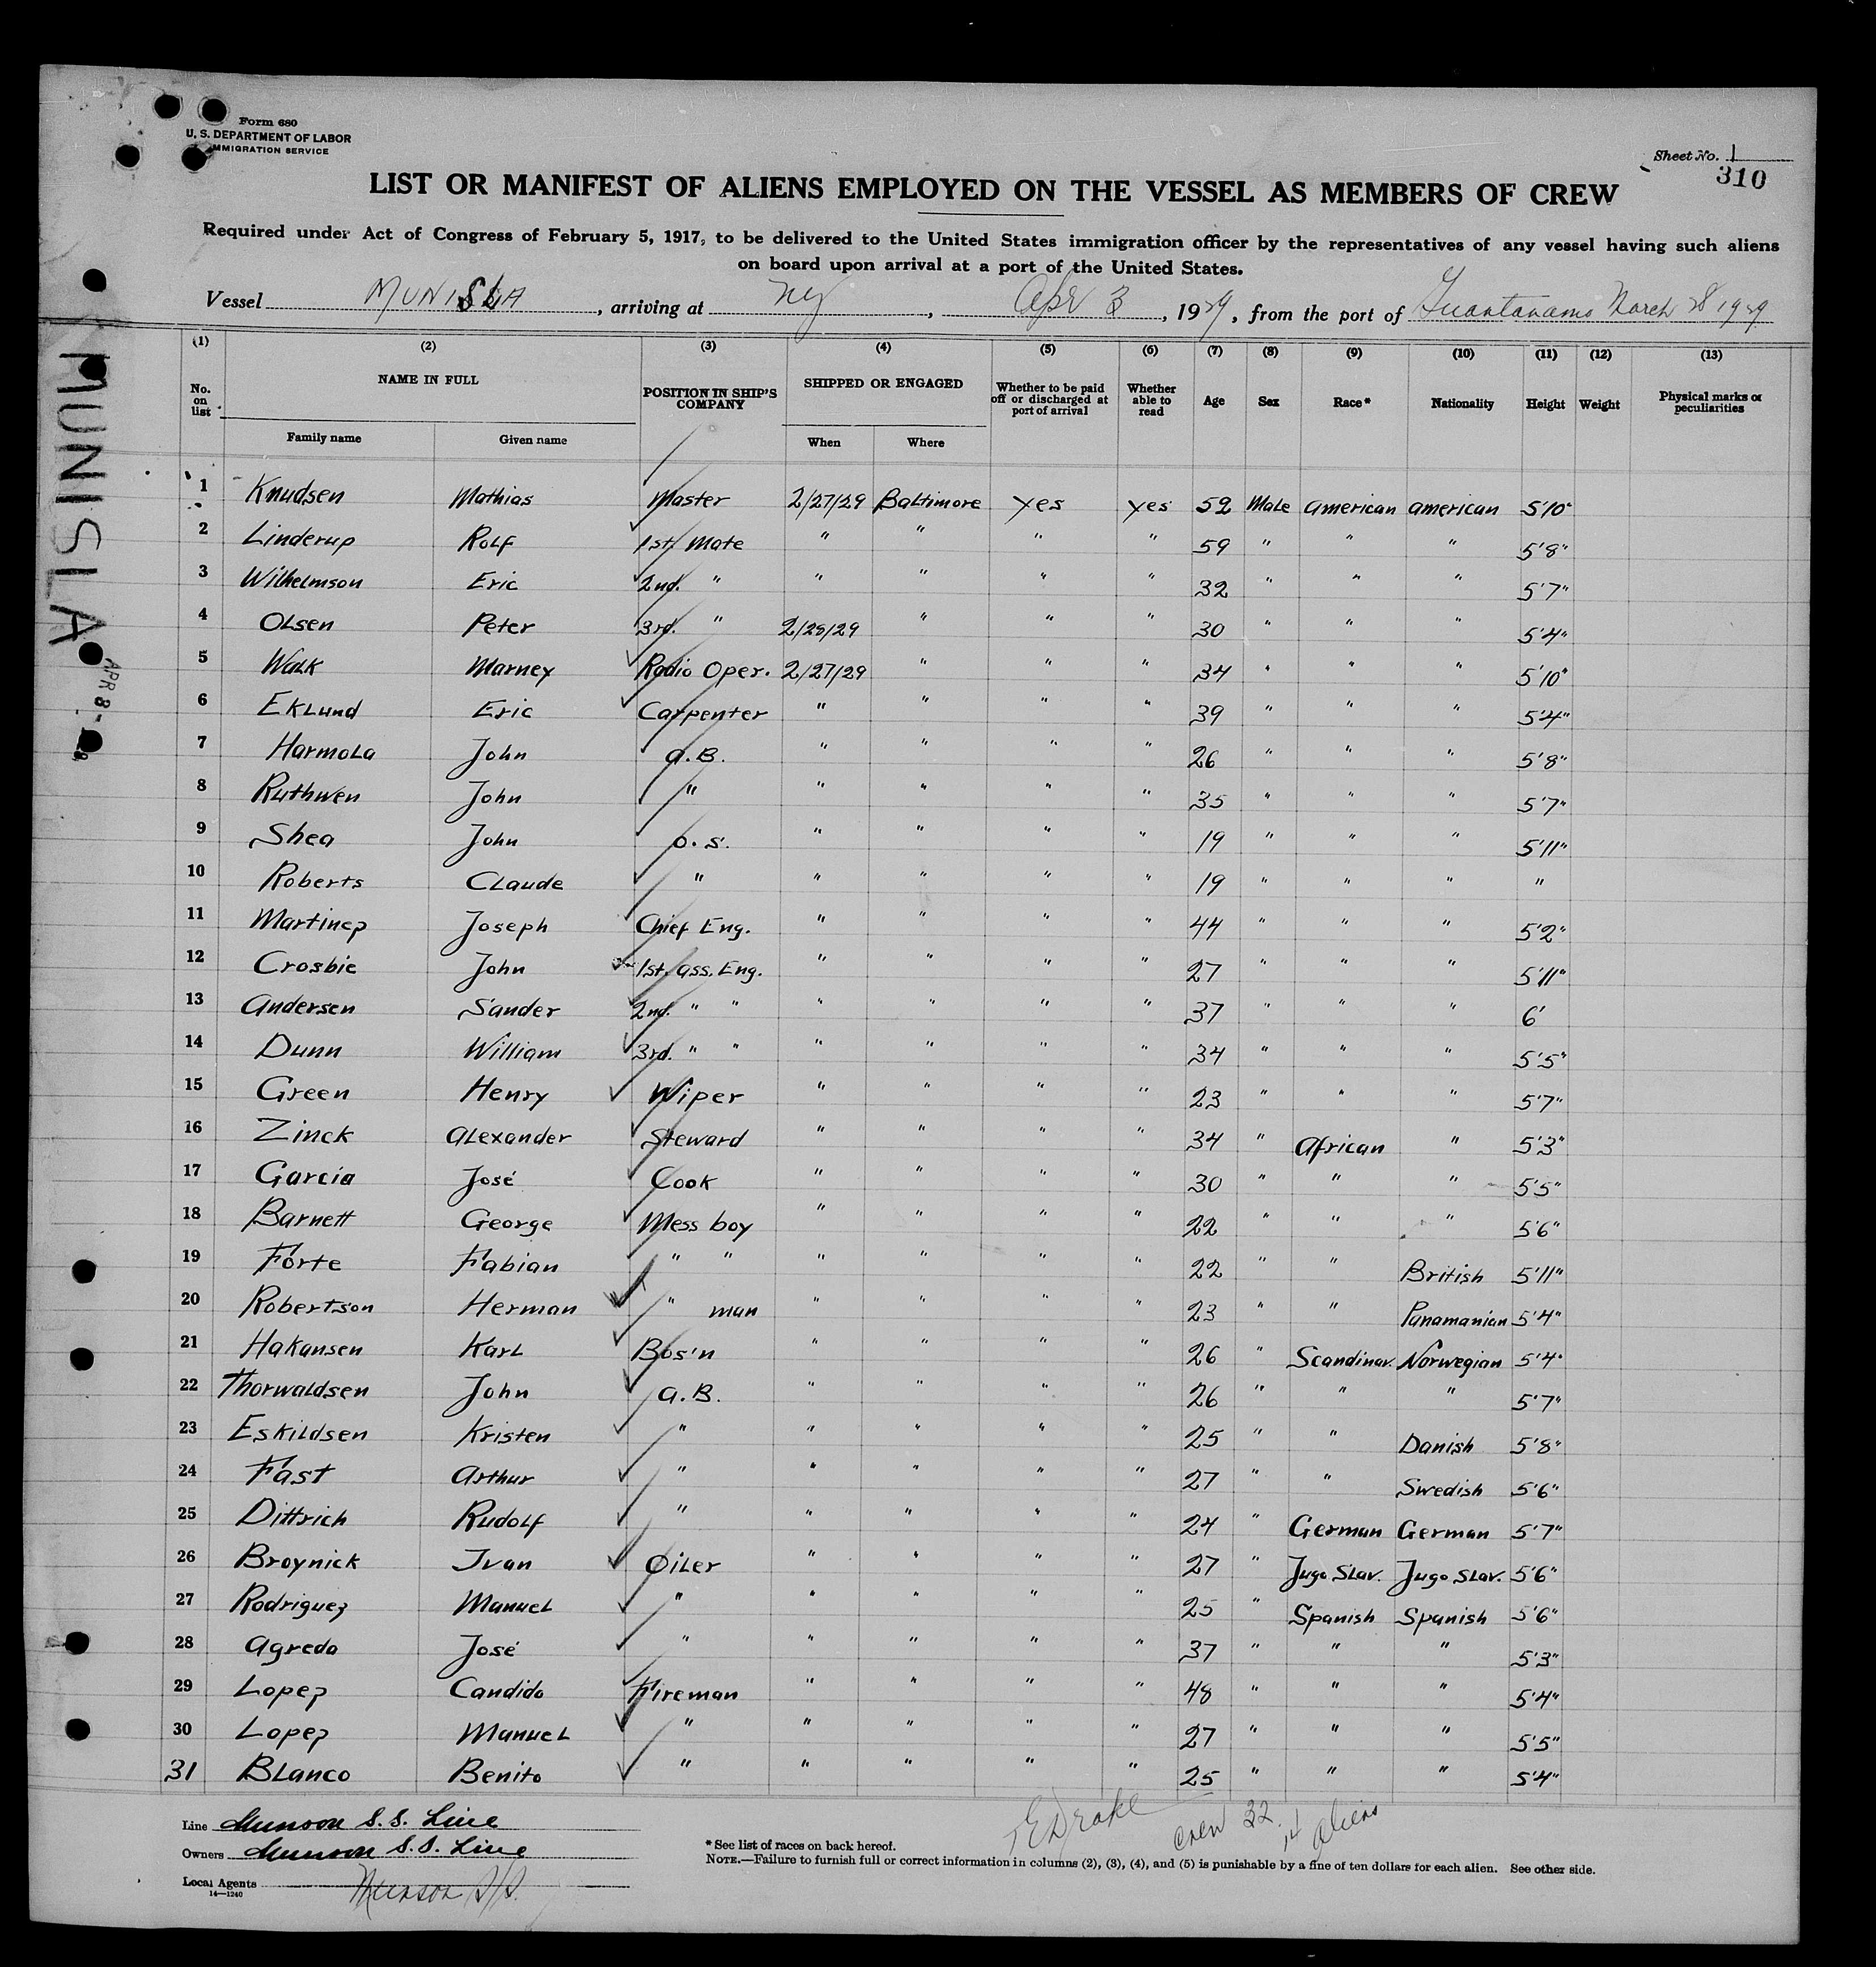 Form 680
U. S. DEPARTMENT OF LABOR
IMMIGRATION SERVICE
Sheet No. 1
310
LIST OR MANIFEST OF ALIENS EMPLOYED ON THE VESSEL AS MEMBERS OF CREW
Required under Act of Congress of February 5, 1917, to be delivered to the United States immigration officer by the representatives of any vessel having such aliens
on board upon arrival at a port of the United States.
Vessel MUNISLA, arriving at NY, Apr 3, 1929, from the port of Guantanamo March 28 1929
MUNISLA
APR 8-
(1) (2) (3) (4) (5) (6) (7) (8) (9) (10) (11) (12) (13)
No. on list NAME IN FULL POSITION IN SHIP'S COMPANY SHIPPED OR ENGAGED Whether to be paid off or discharged at port of arrival Whether able to read Age Sex Race* Nationality Height Weight Physical marks or peculiarities
Family name Given name When Where
1 Knudsen Mathias Master 2/27/29 Baltimore yes yes 52 Male American American 5'10"
2 Linderup Rolf 1st. Mate " " " " 59 " " " 5'8"
3 Wilhelmson Eric 2nd. " " " " " 32 " " " 5'7"
4 Olsen Peter 3rd. " 2/28/29 " " " 30 " " " 5'4"
5 Walk Marney Radio Oper. 2/27/29 " " " 34 " " " 5'10"
6 Eklund Eric Carpenter " " " " 39 " " " 5'4"
7 Harmola John A.B. " " " " 26 " " " 5'8"
8 Ruthwen John " " " " " 35 " " " 5'7"
9 Shea John O.S. " " " " 19 " " " 5'11"
10 Roberts Claude " " " " " 19 " " " "
11 Martinez Joseph Chief Eng. " " " " 44 " " " 5'2"
12 Crosbie John 1st. Ass. Eng. " " " " 27 " " " 5'11"
13 Andersen Sander 2nd. " " " " " " 37 " " " 6'
14 Dunn William 3rd. " " " " " " 34 " " " 5'5"
15 Green Henry Wiper " " " " 23 " " " 5'7"
16 Zinck Alexander Steward " " " " 34 " African " 5'3"
17 Garcia José Cook " " " " 30 " " " 5'5"
18 Barnett George Mess boy " " " " 22 " " " 5'6"
19 Forte Fabian " " " " " " 22 " " British 5'11"
20 Robertson Herman " man " " " " 23 " " Panamanian 5'4"
21 Hakansen Karl Bos'n " " " " 26 " Scandinav. Norwegian 5'4"
22 Thorwaldsen John A.B. " " " " 26 " " " 5'7"
23 Eskildsen Kristen " " " " " 25 " " Danish 5'8"
24 Fast Arthur " " " " " 27 " " Swedish 5'6"
25 Dittrich Rudolf " " " " " 24 " German German 5'7"
26 Broynick Ivan Oiler " " " " 27 " Jugo Slav. Jugo Slav. 5'6"
27 Rodriguez Manuel " " " " " 25 " Spanish Spanish 5'6"
28 Agredo José " " " " " 37 " " " 5'3"
29 Lopez Candido Fireman " " " " 48 " " " 5'4"
30 Lopez Manuel " " " " " 27 " " " 5'5"
31 Blanco Benito " " " " " 25 " " " 5'4"
Line Munson S.S. Line
Owners Munson S.S. Line
Local Agents Munson S/S.
14—1240
Drake
crew 32. 14 aliens
* See list of races on back hereof.
NOTE.—Failure to furnish full or correct information in columns (2), (3), (4), and (5) is punishable by a fine of ten dollars for each alien. See other side.